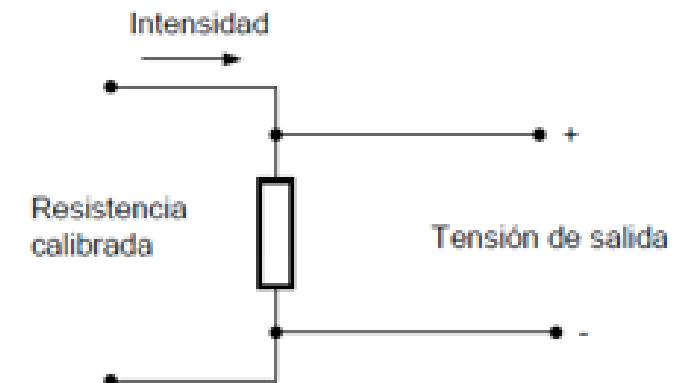 Intensidad
+
Resistencia
calibrada
Tensión de salida
-